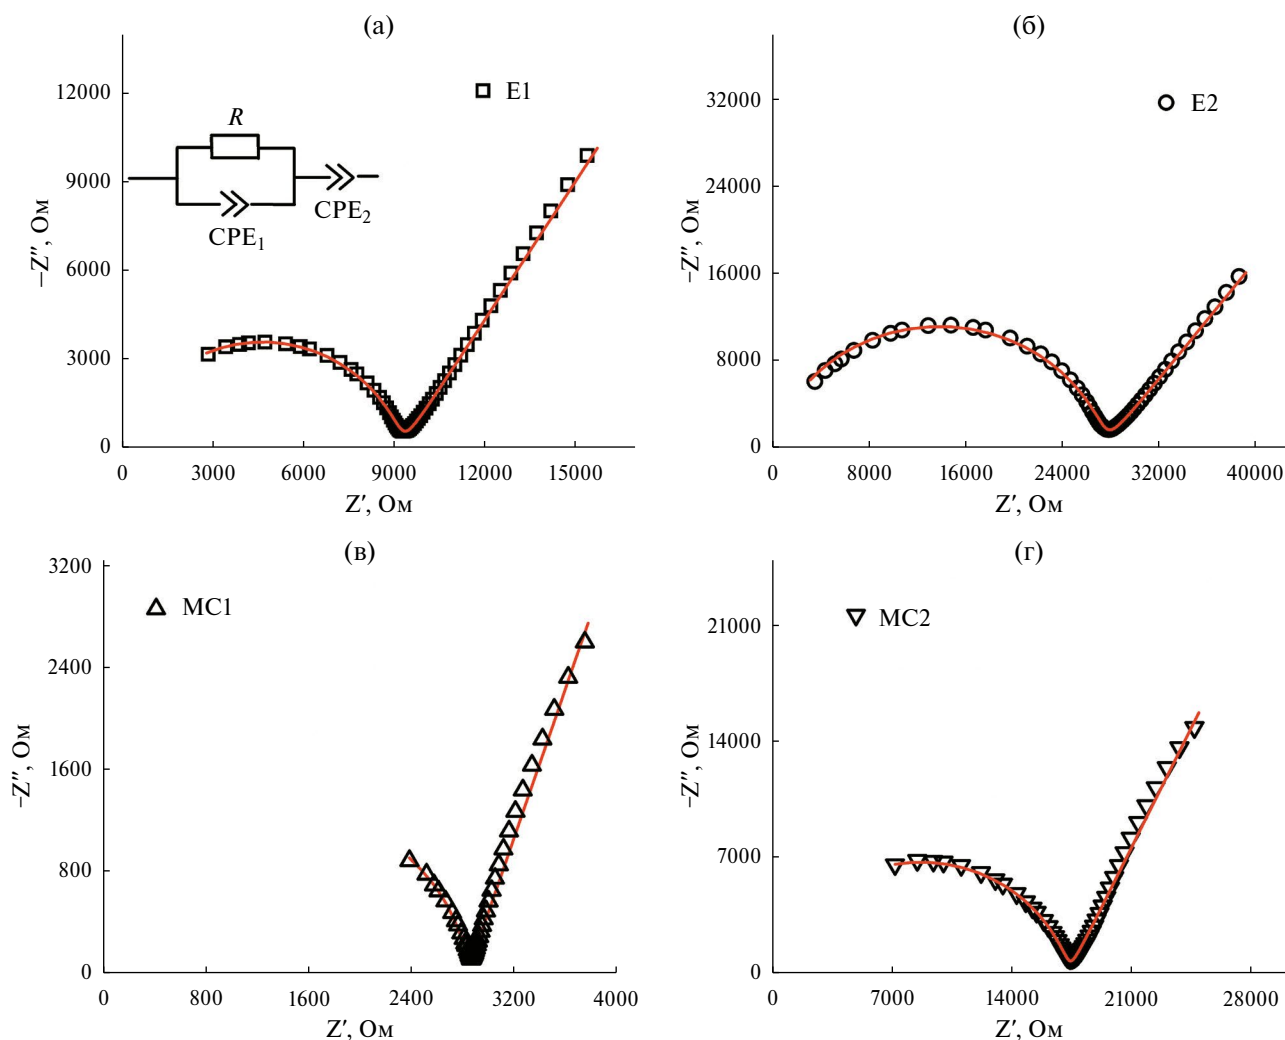 (а)
E1
12000
9000
6000
3000
0
–Z″, Ом
R
CPE₁
CPE₂
0 3000 6000 9000 12000 15000
Z′, Ом
(б)
E2
32000
24000
16000
8000
0
–Z″, Ом
0 8000 16000 24000 32000 40000
Z′, Ом
(в)
MC1
3200
2400
1600
800
0
–Z″, Ом
0 800 1600 2400 3200 4000
Z′, Ом
(г)
MC2
21000
14000
7000
0
–Z″, Ом
0 7000 14000 21000 28000
Z′, Ом